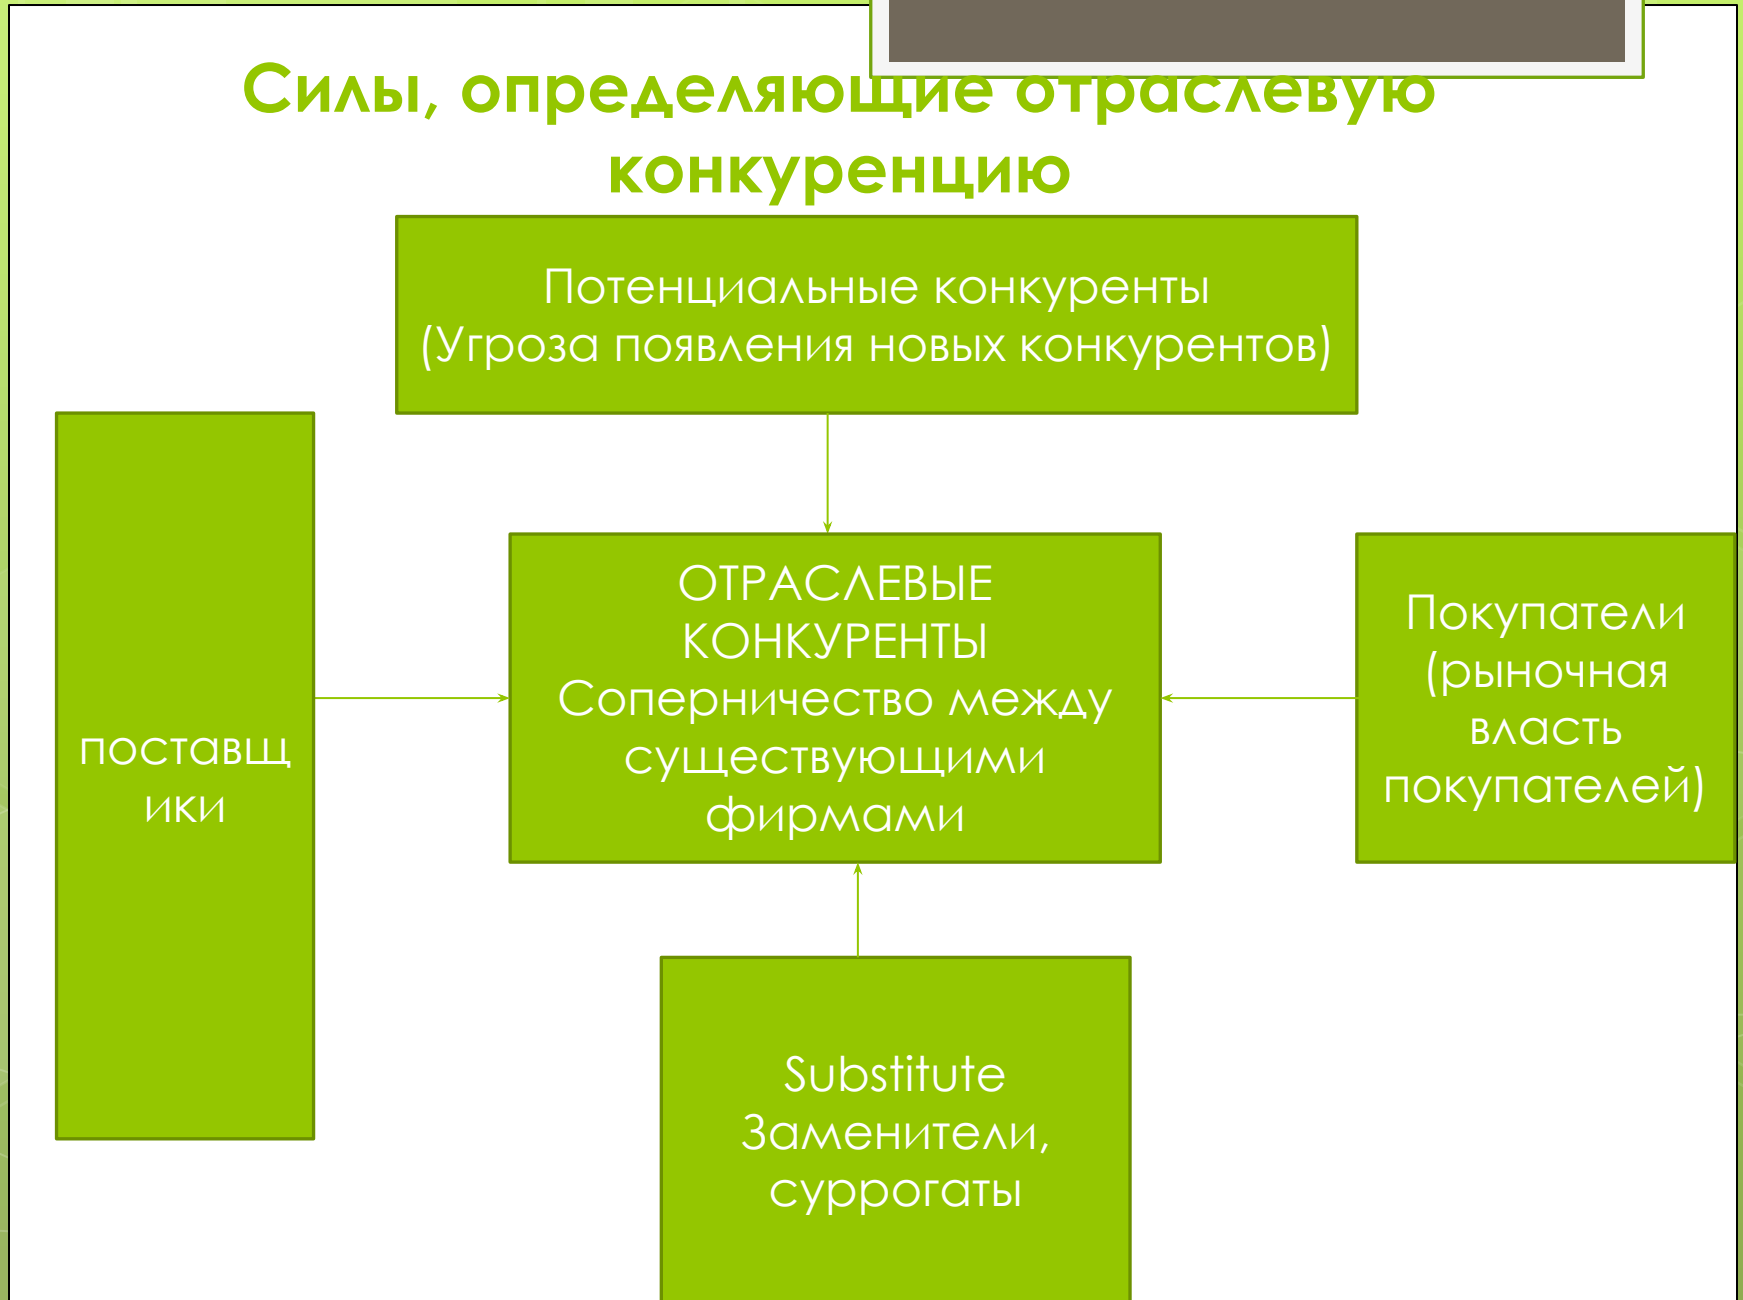 Силы, определяющие отраслевую
конкуренцию
Потенциальные конкуренты
(Угроза появления новых конкурентов)
поставщ
ики
ОТРАСЛЕВЫЕ
КОНКУРЕНТЫ
Соперничество между
существующими
фирмами
Покупатели
(рыночная
власть
покупателей)
Substitute
Заменители,
суррогаты